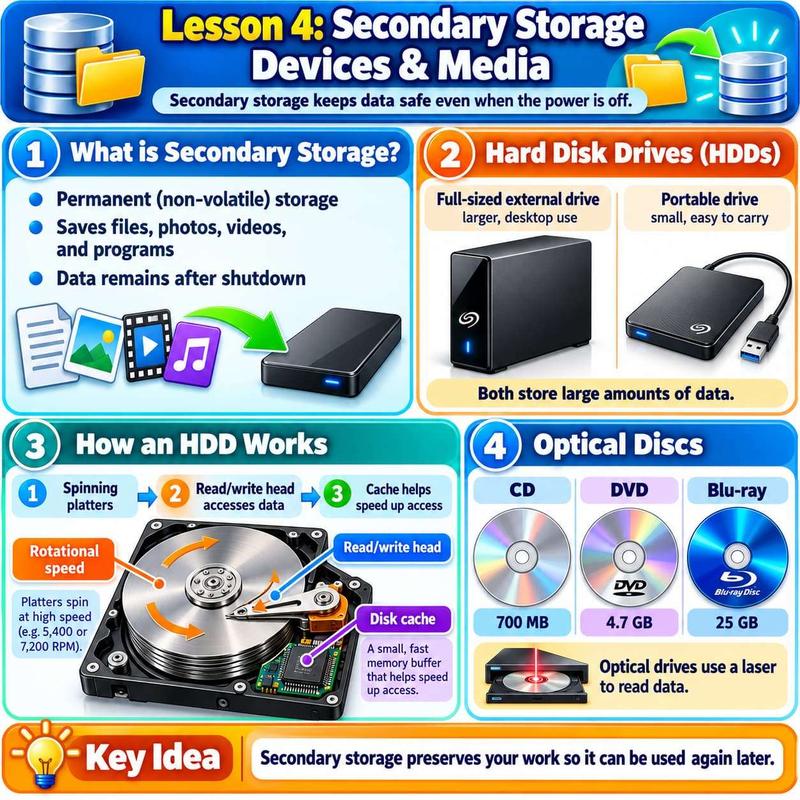 Lesson 4: Secondary Storage
Devices & Media
Secondary storage keeps data safe even when the power is off.
1 What is Secondary Storage?
Permanent (non-volatile) storage
Saves files, photos, videos,
and programs
Data remains after shutdown
2 Hard Disk Drives (HDDs)
Full-sized external drive
larger, desktop use
Portable drive
small, easy to carry
Both store large amounts of data.
3 How an HDD Works
1 Spinning
platters
2 Read/write head
accesses data
3 Cache helps
speed up access
Rotational
speed
Platters spin
at high speed
(e.g. 5,400 or
7,200 RPM).
Read/write head
Disk cache
A small, fast
memory buffer
that helps speed
up access.
4 Optical Discs
CD
DVD
Blu-ray
DVD
Blu-ray Disc
700 MB
4.7 GB
25 GB
Optical drives use a laser
to read data.
Key Idea
Secondary storage preserves your work so it can be used again later.